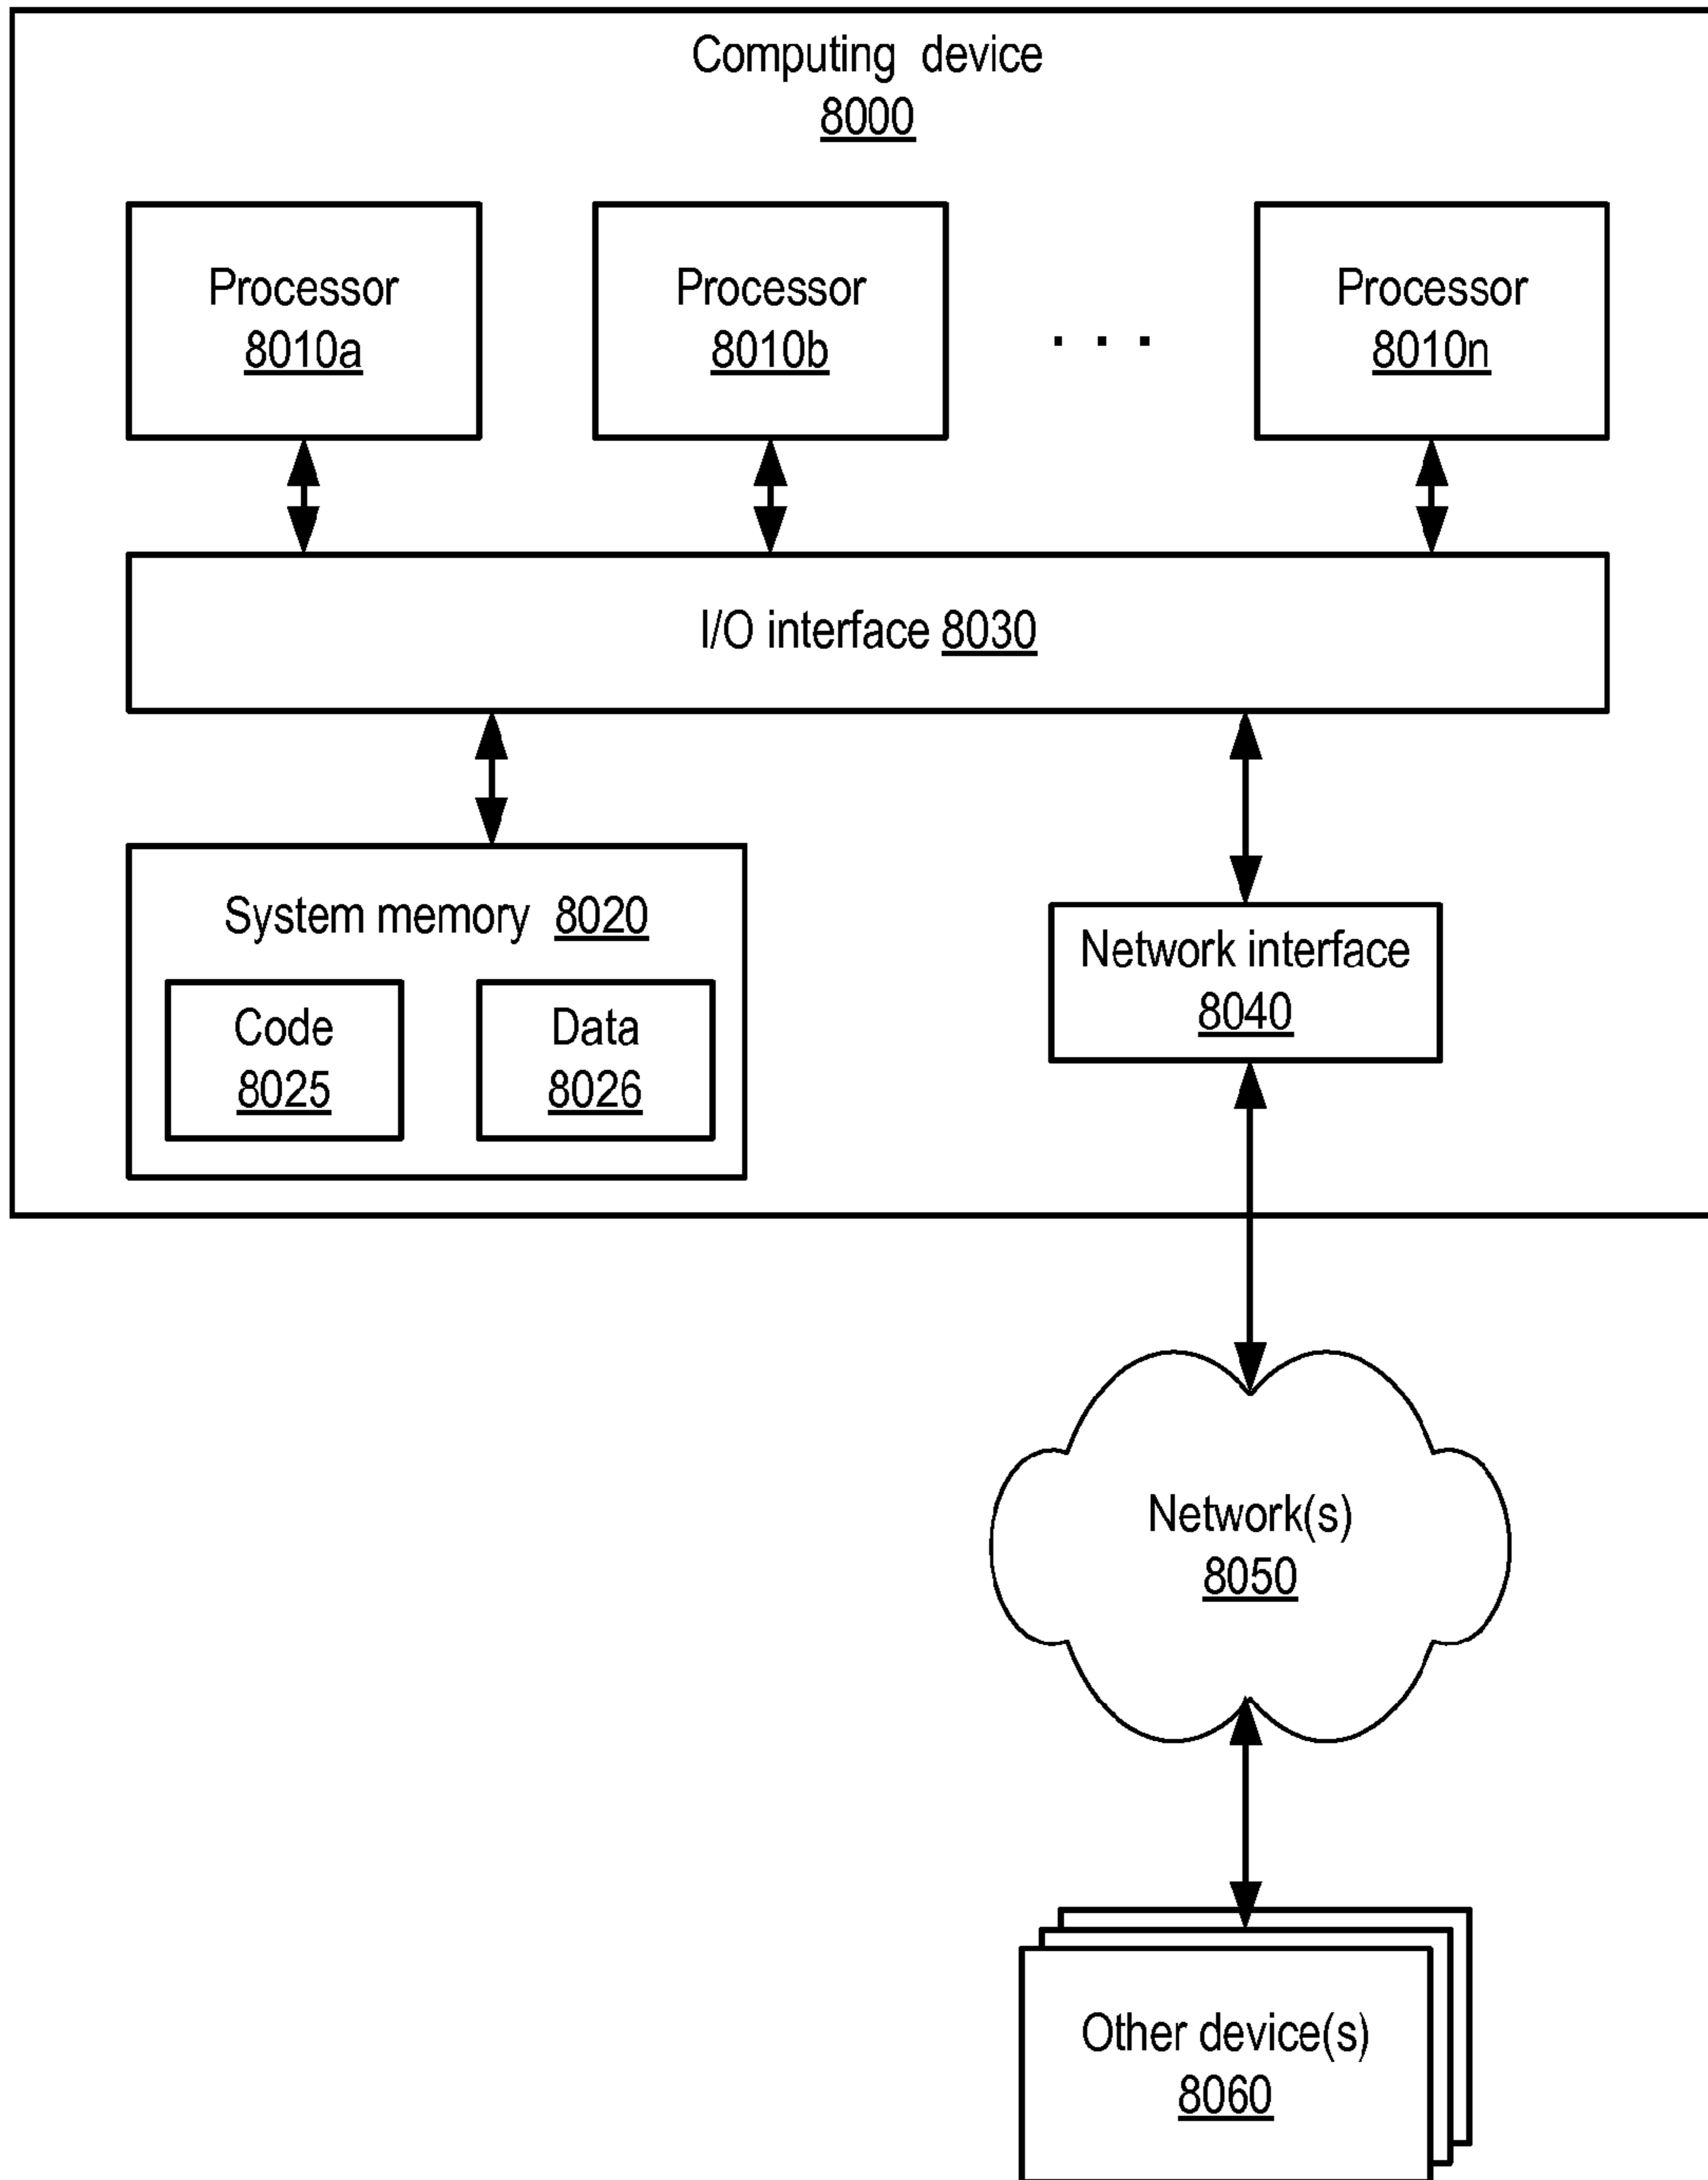 Computing device
8000
Processor
8010a
Processor
8010b
. . .
Processor
8010n
I/O interface 8030
System memory 8020
Code
8025
Data
8026
Network interface
8040
Network(s)
8050
Other device(s)
8060